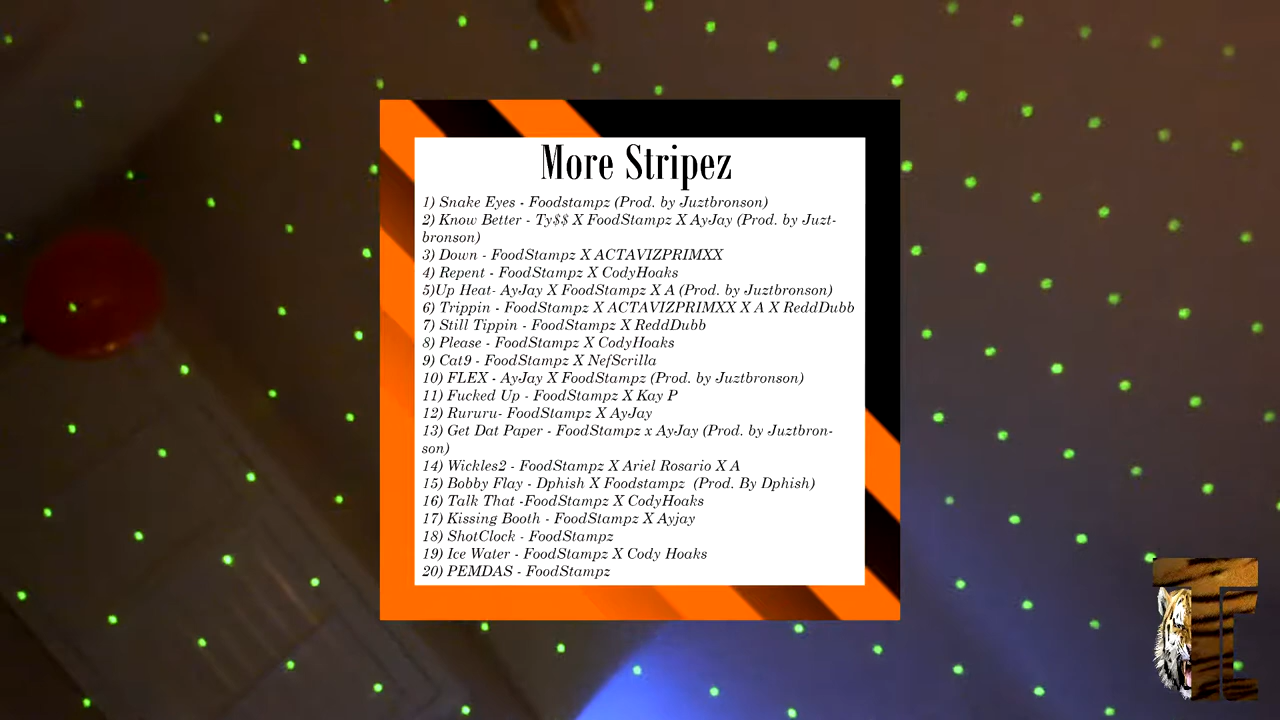 More Stripez
1) Snake Eyes - Foodstampz (Prod. by Juztbronson)
2) Know Better - Ty$$ X FoodStampz X AyJay (Prod. by Juzt-
bronson)
3) Down - FoodStampz X ACTAVIZPRIMXX
4) Repent - FoodStampz X CodyHoaks
5)Up Heat- AyJay X FoodStampz X A (Prod. by Juztbronson)
6) Trippin - FoodStampz X ACTAVIZPRIMXX X A X ReddDubb
7) Still Tippin - FoodStampz X ReddDubb
8) Please - FoodStampz X CodyHoaks
9) Cat9 - FoodStampz X NefScrilla
10) FLEX - AyJay X FoodStampz (Prod. by Juztbronson)
11) Fucked Up - FoodStampz X Kay P
12) Rururu- FoodStampz X AyJay
13) Get Dat Paper - FoodStampz x AyJay (Prod. by Juztbron-
son)
14) Wickles2 - FoodStampz X Ariel Rosario X A
15) Bobby Flay - Dphish X Foodstampz  (Prod. By Dphish)
16) Talk That -FoodStampz X CodyHoaks
17) Kissing Booth - FoodStampz X Ayjay
18) ShotClock - FoodStampz
19) Ice Water - FoodStampz X Cody Hoaks
20) PEMDAS - FoodStampz